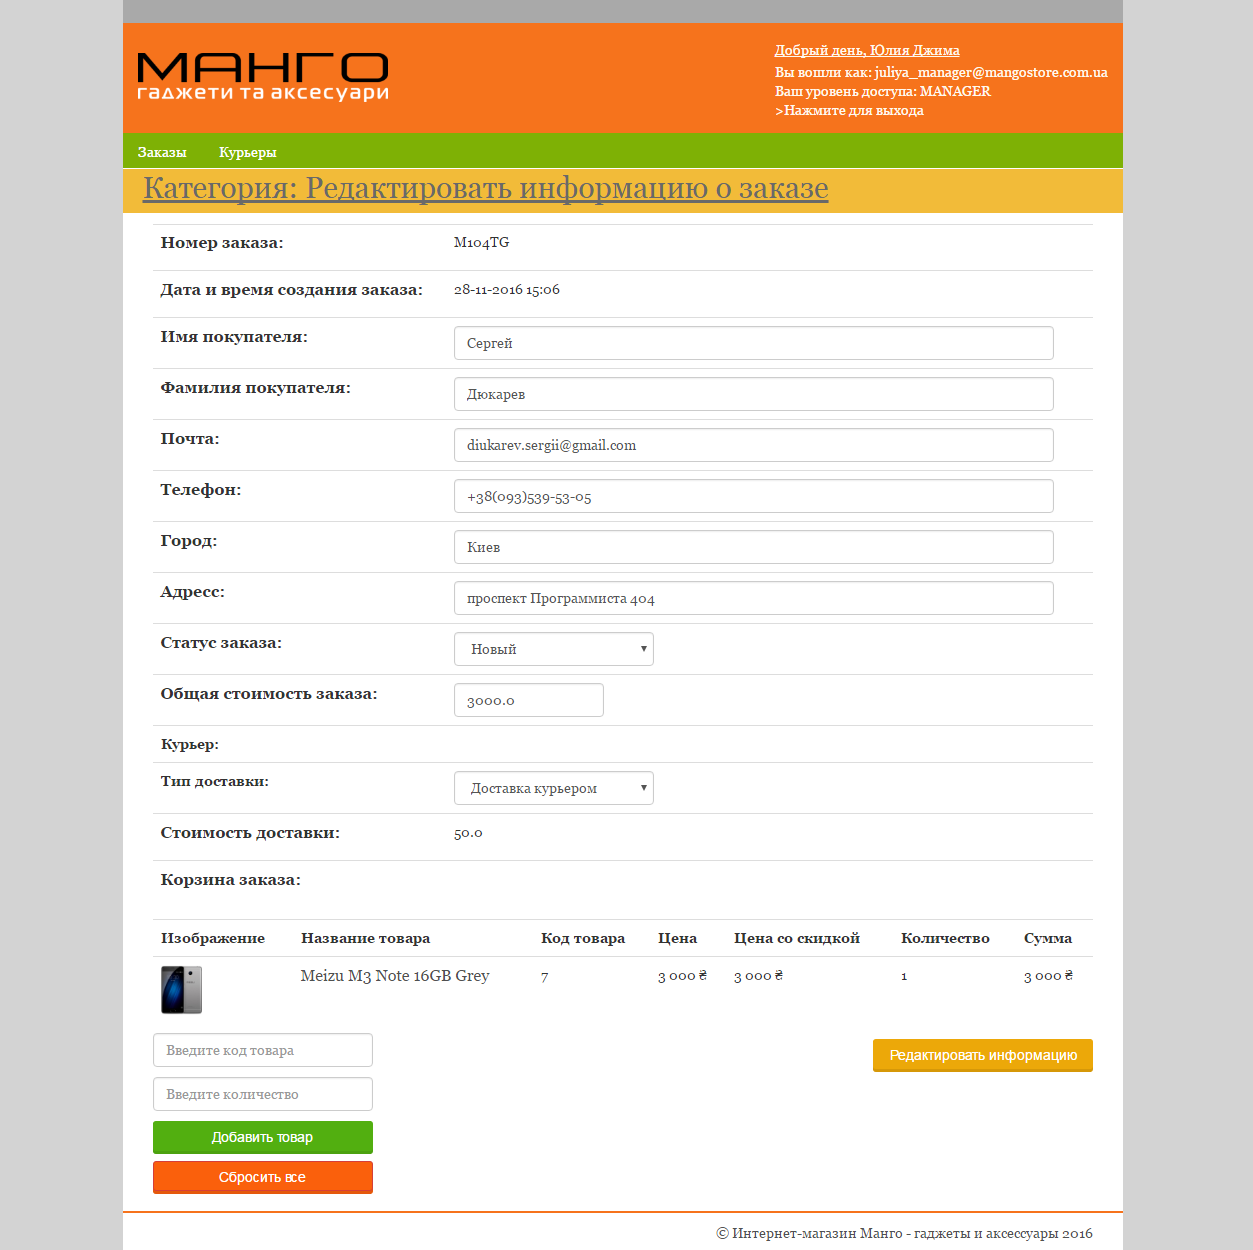 МАНГО
гаджети та аксесуари
Добрый день, Юлия Джима
Вы вошли как: juliya_manager@mangostore.com.ua
Ваш уровень доступа: MANAGER
>Нажмите для выхода
Заказы Курьеры
Категория: Редактировать информацию о заказе
Номер заказа: M104TG
Дата и время создания заказа: 28-11-2016 15:06
Имя покупателя: Сергей
Фамилия покупателя: Дюкарев
Почта: diukarev.sergii@gmail.com
Телефон: +38(093)539-53-05
Город: Киев
Адресс: проспект Программиста 404
Статус заказа: Новый
Общая стоимость заказа: 3000.0
Курьер:
Тип доставки: Доставка курьером
Стоимость доставки: 50.0
Корзина заказа:
Изображение Название товара Код товара Цена Цена со скидкой Количество Сумма
Meizu M3 Note 16GB Grey 7 3 000 ₴ 3 000 ₴ 1 3 000 ₴
Введите код товара
Редактировать информацию
Введите количество
Добавить товар
Сбросить все
© Интернет-магазин Манго - гаджеты и аксессуары 2016